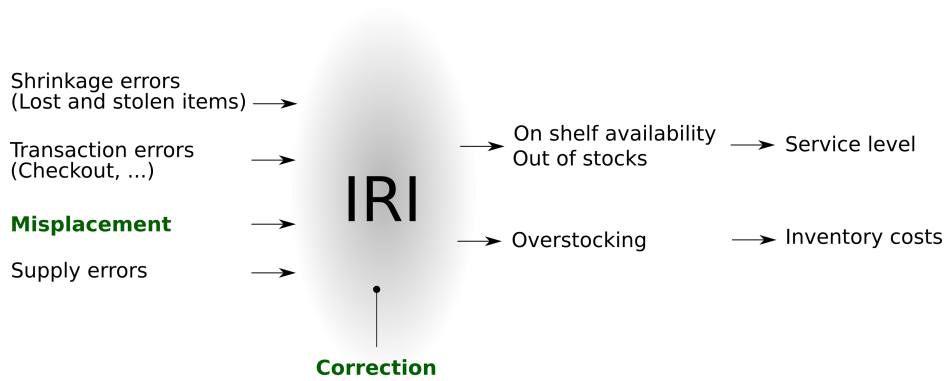 Shrinkage errors
(Lost and stolen items)
Transaction errors
(Checkout, ...)
Misplacement
Supply errors
IRI
Correction
On shelf availability
Out of stocks
Service level
Overstocking
Inventory costs